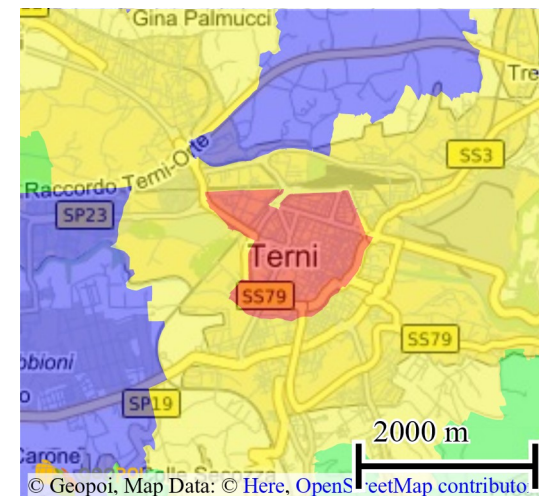 Gina Palmucci
Tre
SS3
Raccordo Terni-Orte
SP23
Terni
SS79
SS79
obioni
o
SP19
2000 m
Carone
© Geopoi, Map Data: © Here, OpenStreetMap contributo